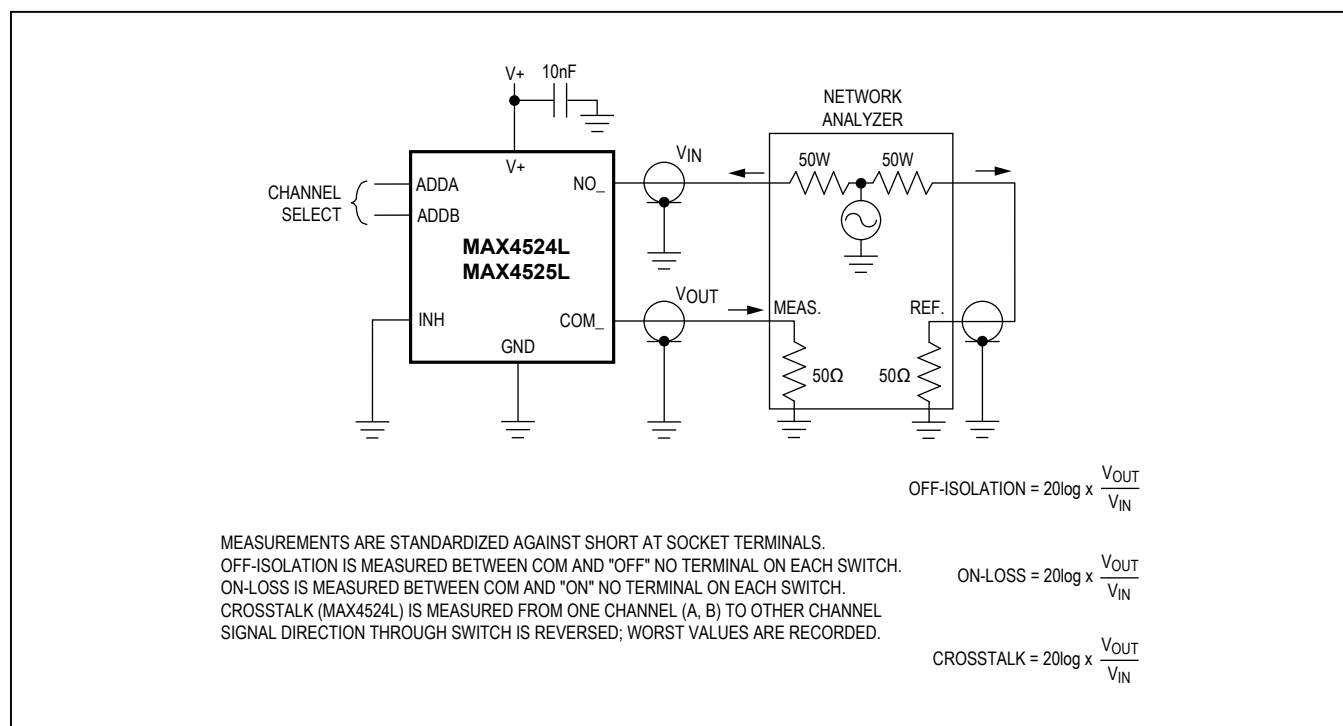 V+ 10nF
NETWORK
ANALYZER
V+
VIN
50W 50W
CHANNEL
SELECT
ADDA
ADDB
NO_
MAX4524L
MAX4525L
VOUT
MEAS. REF.
INH
COM_
GND
50Ω 50Ω
OFF-ISOLATION = 20log x VOUT
VIN
MEASUREMENTS ARE STANDARDIZED AGAINST SHORT AT SOCKET TERMINALS.
OFF-ISOLATION IS MEASURED BETWEEN COM AND "OFF" NO TERMINAL ON EACH SWITCH.
ON-LOSS IS MEASURED BETWEEN COM AND "ON" NO TERMINAL ON EACH SWITCH.
CROSSTALK (MAX4524L) IS MEASURED FROM ONE CHANNEL (A, B) TO OTHER CHANNEL
SIGNAL DIRECTION THROUGH SWITCH IS REVERSED; WORST VALUES ARE RECORDED.
ON-LOSS = 20log x VOUT
VIN
CROSSTALK = 20log x VOUT
VIN